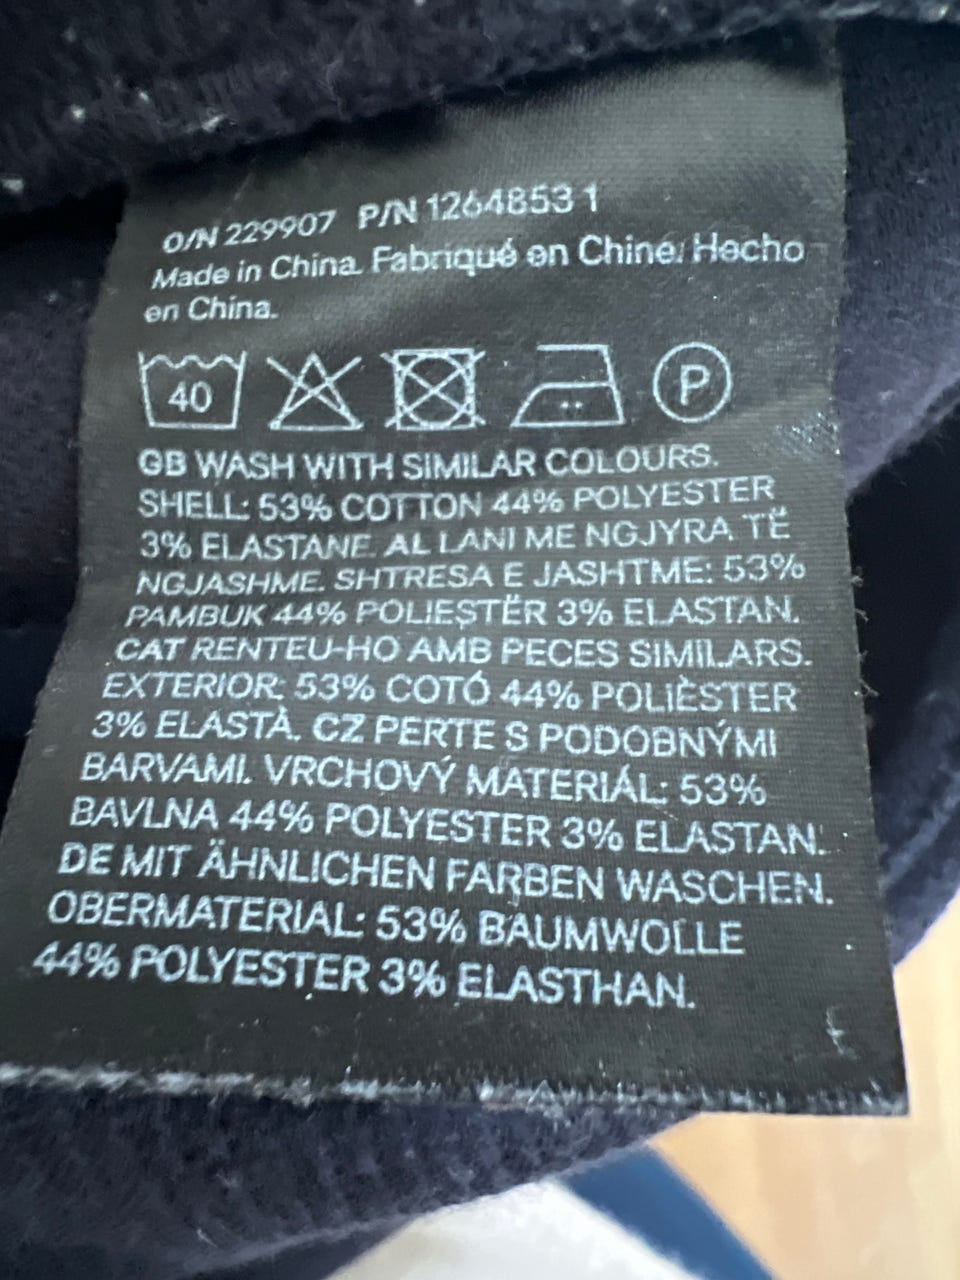 O/N 229907 P/N 1264853 1
Made in China. Fabriqué en Chine. Hecho
en China.
40 P
GB WASH WITH SIMILAR COLOURS.
SHELL: 53% COTTON 44% POLYESTER
3% ELASTANE. AL LANI ME NGJYRA TË
NGJASHME. SHTRESA E JASHTME: 53%
PAMBUK 44% POLIESTËR 3% ELASTAN.
CAT RENTEU-HO AMB PECES SIMILARS.
EXTERIOR: 53% COTÓ 44% POLIÈSTER
3% ELASTÀ. CZ PERTE S PODOBNÝMI
BARVAMI. VRCHOVÝ MATERIÁL: 53%
BAVLNA 44% POLYESTER 3% ELASTAN.
DE MIT ÄHNLICHEN FARBEN WASCHEN.
OBERMATERIAL: 53% BAUMWOLLE
44% POLYESTER 3% ELASTHAN.